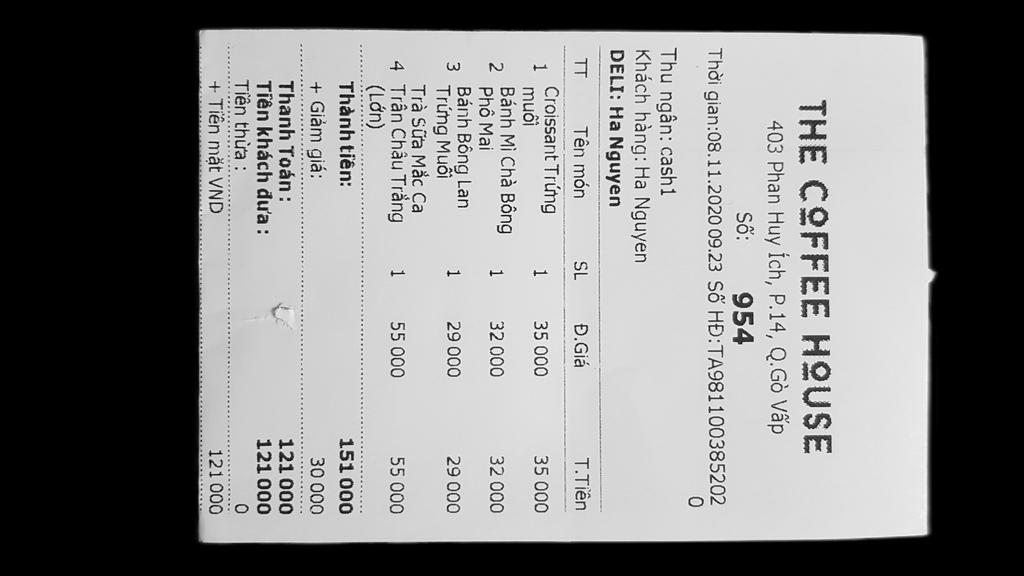 THE COFFEE HOUSE
403 Phan Huy Ích, P.14, Q.Gò Vấp
Số: 954
Thời gian:08.11.2020 09.23 Số HĐ:TA981100385202
0
Thu ngân: cash1
Khách hàng: Ha Nguyen
DELI: Ha Nguyen
TT Tên món SL Đ.Giá T.Tiền
1 Croissant Trứng 1 35 000 35 000
muối
2 Bánh Mì Chà Bông 1 32 000 32 000
Phô Mai
3 Bánh Bông Lan 1 29 000 29 000
Trứng Muối
Trà Sữa Mắc Ca
4 Trân Châu Trắng 1 55 000 55 000
(Lớn)
Thành tiền: 151 000
+ Giảm giá: 30 000
Thanh Toán : 121 000
Tiền khách đưa : 121 000
Tiền thừa : 0
+ Tiền mặt VND 121 000